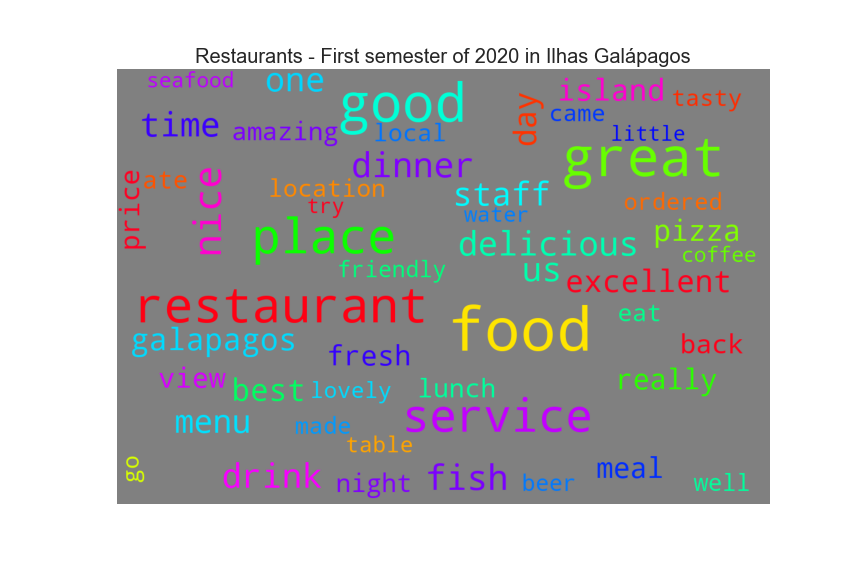 Restaurants - First semester of 2020 in Ilhas Galápagos
seafood
one
good
day
island
tasty
came
time
amazing
local
little
great
dinner
price
ate
nice
location
try
staff
water
ordered
place
delicious
pizza
coffee
friendly
us
excellent
restaurant
food
eat
galapagos
fresh
back
view
best
lovely
lunch
really
menu
made
service
table
go
drink
night
fish
beer
meal
well